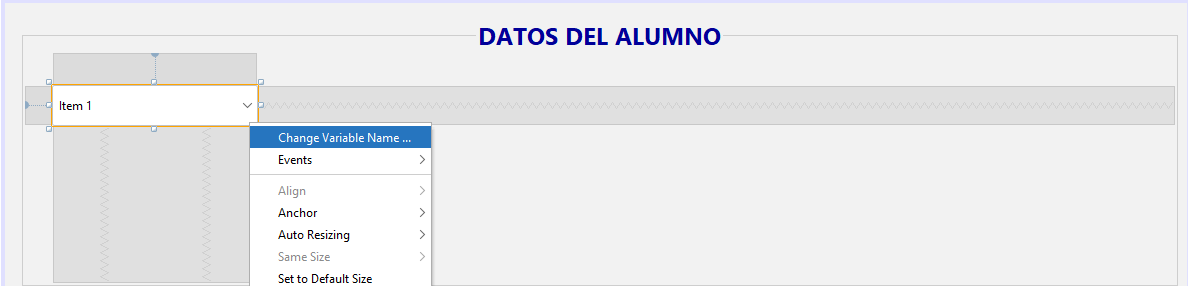 DATOS DEL ALUMNO
Item 1
Change Variable Name ...
Events
Align
Anchor
Auto Resizing
Same Size
Set to Default Size